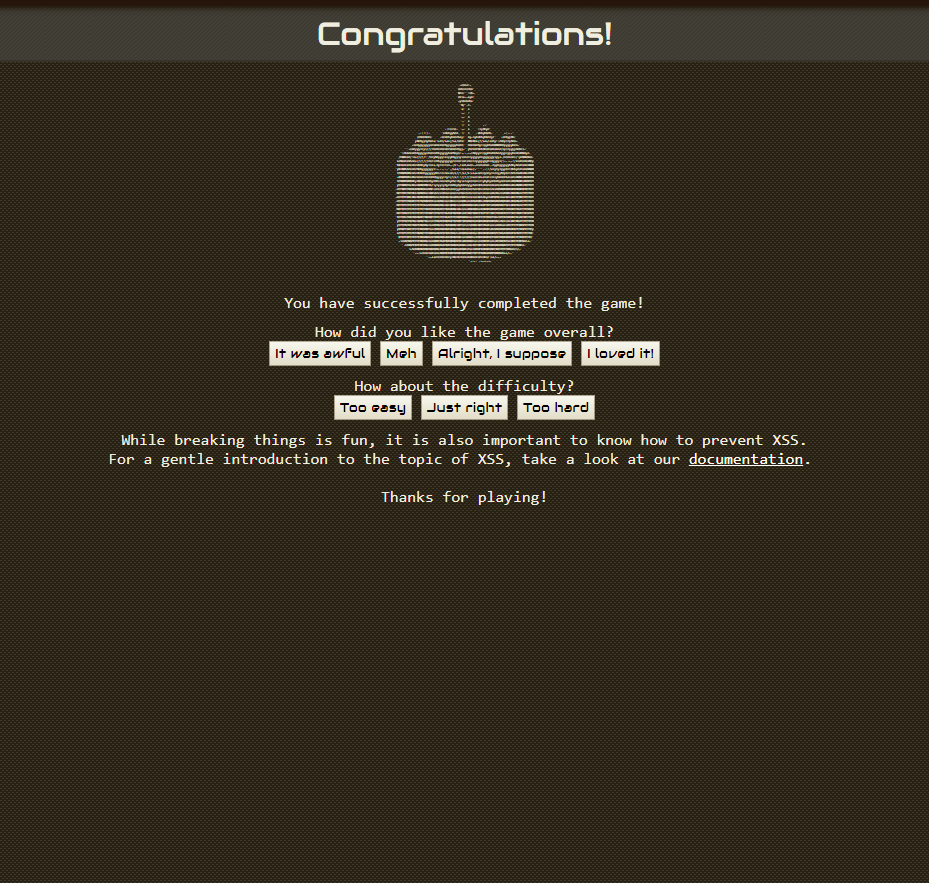 Congratulations!
You have successfully completed the game!
How did you like the game overall?
It was awful Meh Alright, I suppose I loved it!
How about the difficulty?
Too easy Just right Too hard
While breaking things is fun, it is also important to know how to prevent XSS.
For a gentle introduction to the topic of XSS, take a look at our documentation.
Thanks for playing!